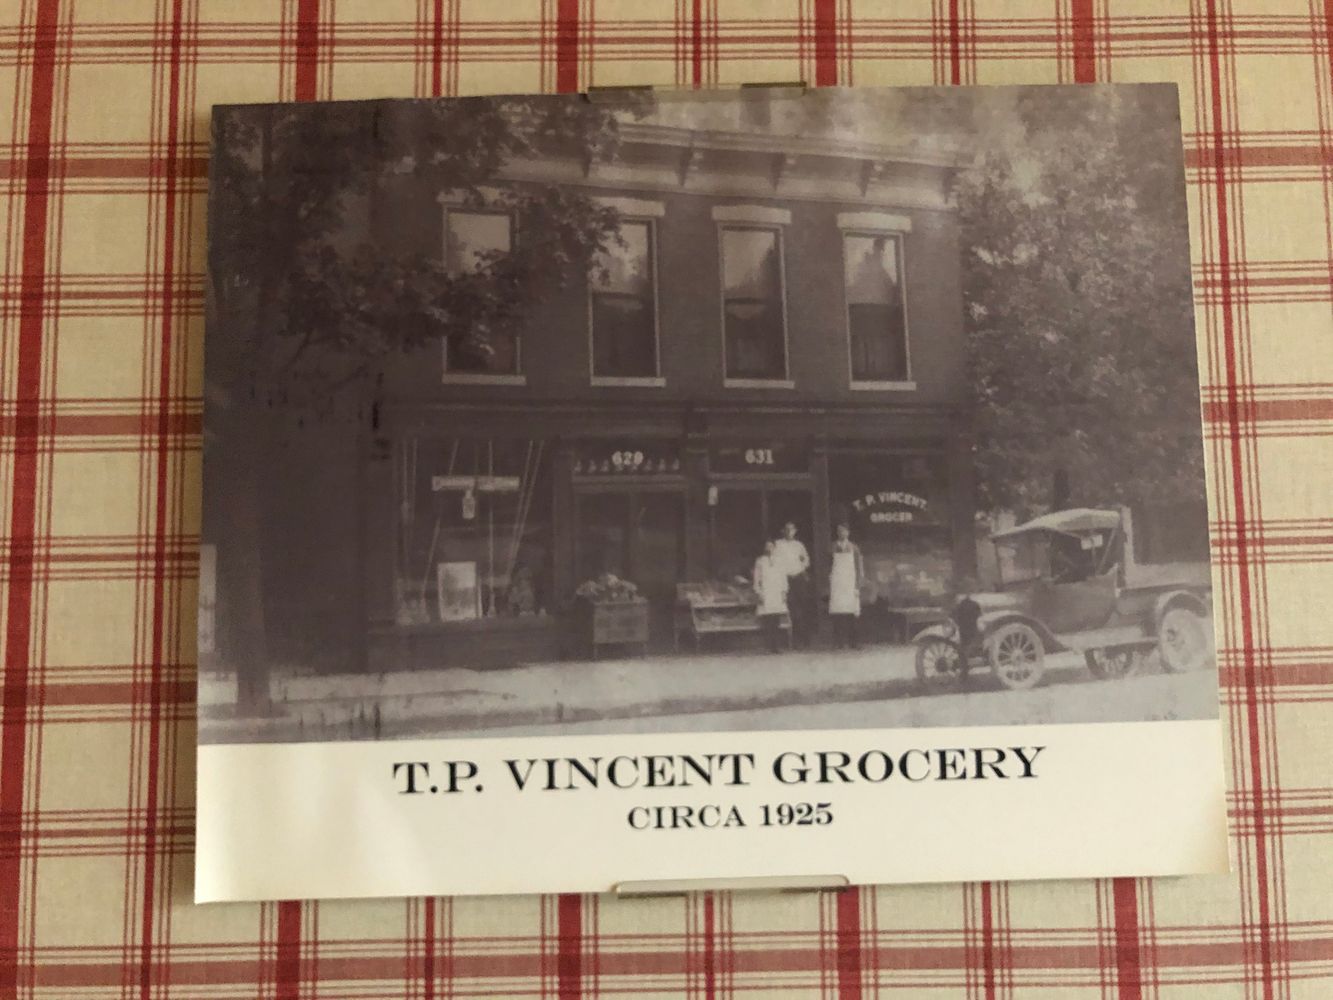 629
631
T. P. VINCENT
GROCER
T.P. VINCENT GROCERY
CIRCA 1925